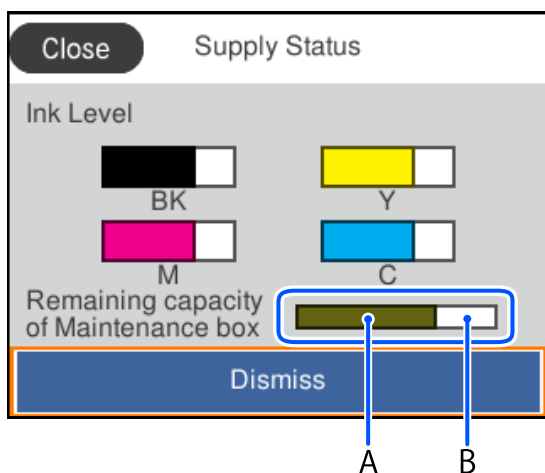 Close
Supply Status
Ink Level
BK
Y
M
C
Remaining capacity
of Maintenance box
Dismiss
A
B